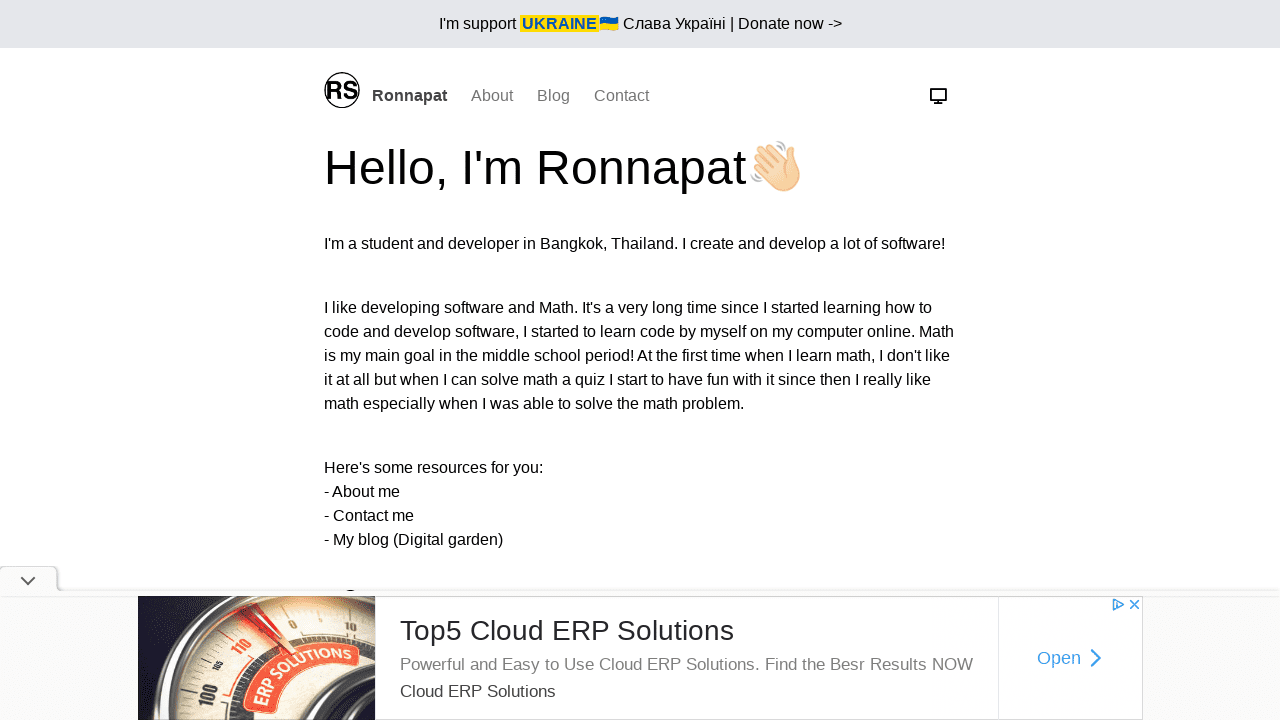 I'm support UKRAINE🇺🇦 Слава Україні | Donate now ->
RS Ronnapat About Blog Contact
Hello, I'm Ronnapat👋🏻
I'm a student and developer in Bangkok, Thailand. I create and develop a lot of software!
I like developing software and Math. It's a very long time since I started learning how to
code and develop software, I started to learn code by myself on my computer online. Math
is my main goal in the middle school period! At the first time when I learn math, I don't like
it at all but when I can solve math a quiz I start to have fun with it since then I really like
math especially when I was able to solve the math problem.
Here's some resources for you:
- About me
- Contact me
- My blog (Digital garden)
110
0
10
SIN
100
ERP SOLUTIONS
Top5 Cloud ERP Solutions
Powerful and Easy to Use Cloud ERP Solutions. Find the Besr Results NOW
Cloud ERP Solutions
Open